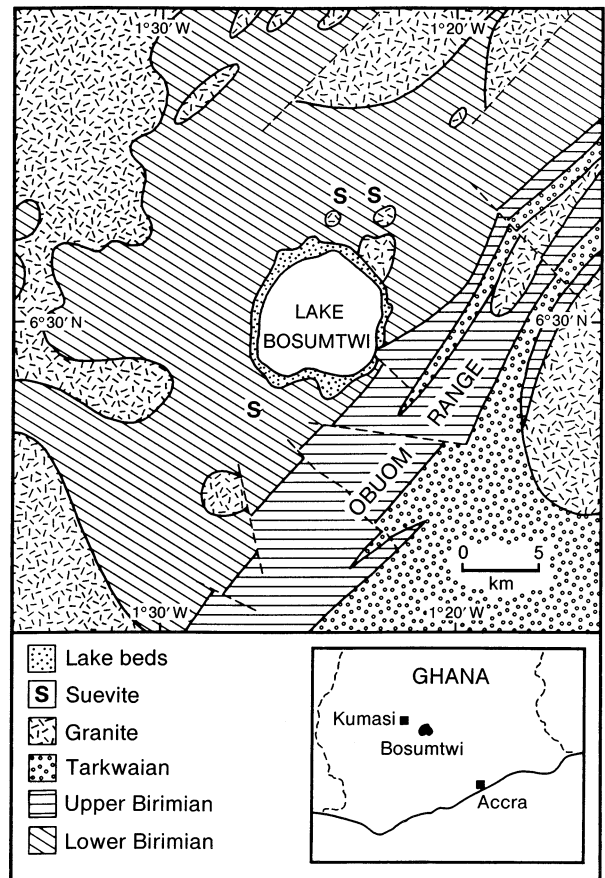 1°30' W
1°20' W
S S
LAKE
BOSUMTWI
6°30' N
6°30' N
S
OBUOM RANGE
0 5
km
1°30' W
1°20' W
Lake beds
S Suevite
Granite
Tarkwaian
Upper Birimian
Lower Birimian
GHANA
Kumasi
Bosumtwi
Accra